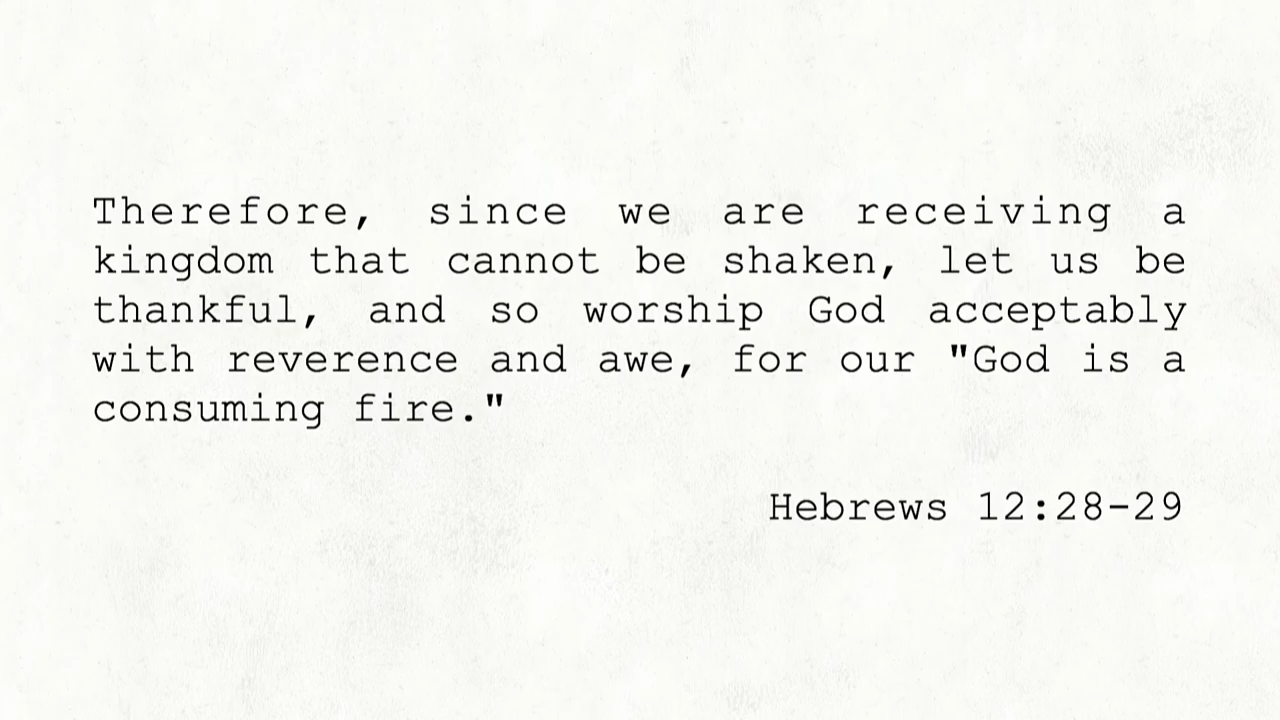 Therefore, since we are receiving a
kingdom that cannot be shaken, let us be
thankful, and so worship God acceptably
with reverence and awe, for our "God is a
consuming fire."
Hebrews 12:28-29